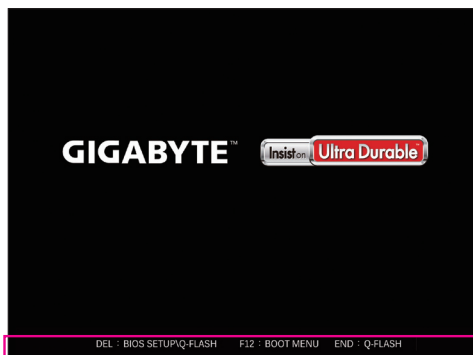 GIGABYTE™ Insist on Ultra Durable™
DEL : BIOS SETUP\Q-FLASH F12 : BOOT MENU END : Q-FLASH